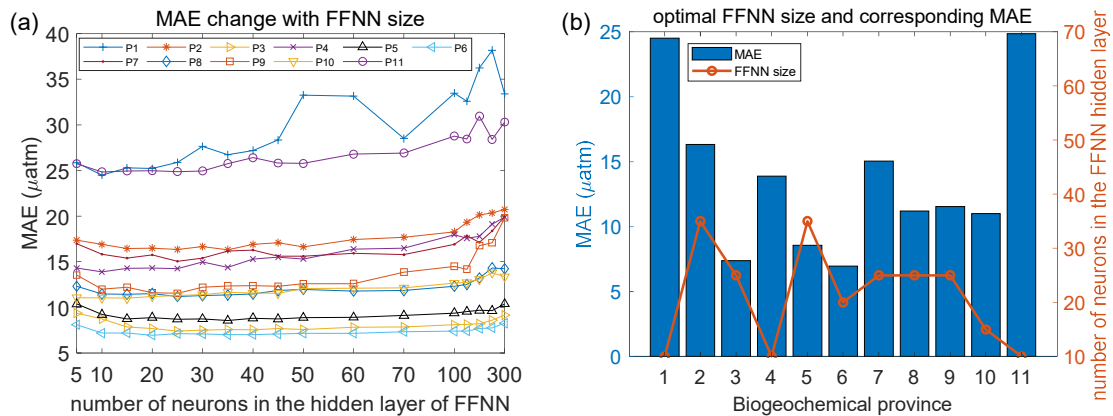 (a)
MAE change with FFNN size
P1 P2 P3 P4 P5 P6
P7 P8 P9 P10 P11
MAE (μatm)
40
35
30
25
20
15
10
5
5 10 20 30 40 50 60 70 100 300
number of neurons in the hidden layer of FFNN
(b)
optimal FFNN size and corresponding MAE
MAE
FFNN size
MAE (μatm)
25
20
15
10
5
0
1 2 3 4 5 6 7 8 9 10 11
Biogeochemical province
70
60
50
40
30
20
10
number of neurons in the FFNN hidden layer